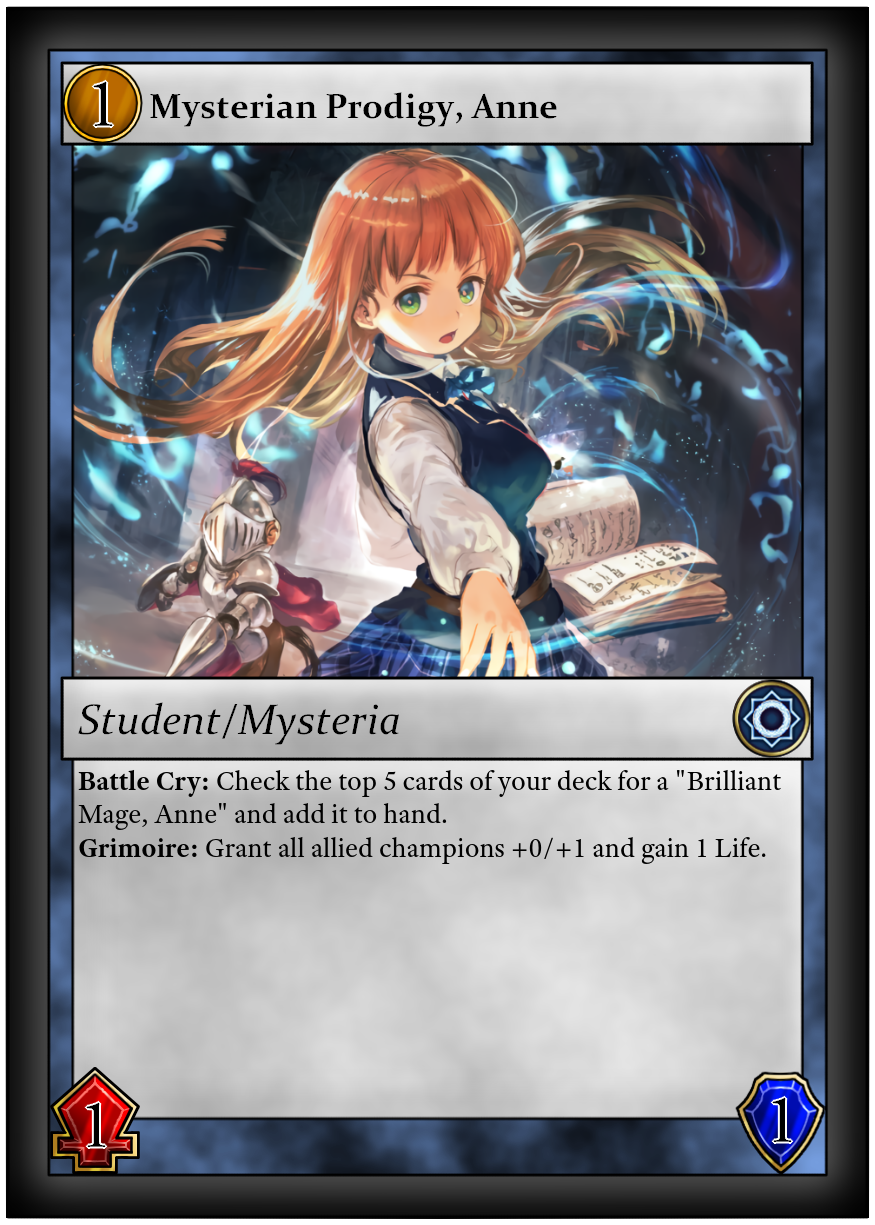 1 Mysterian Prodigy, Anne
Student/Mysteria
Battle Cry: Check the top 5 cards of your deck for a "Brilliant
Mage, Anne" and add it to hand.
Grimoire: Grant all allied champions +0/+1 and gain 1 Life.
1
1